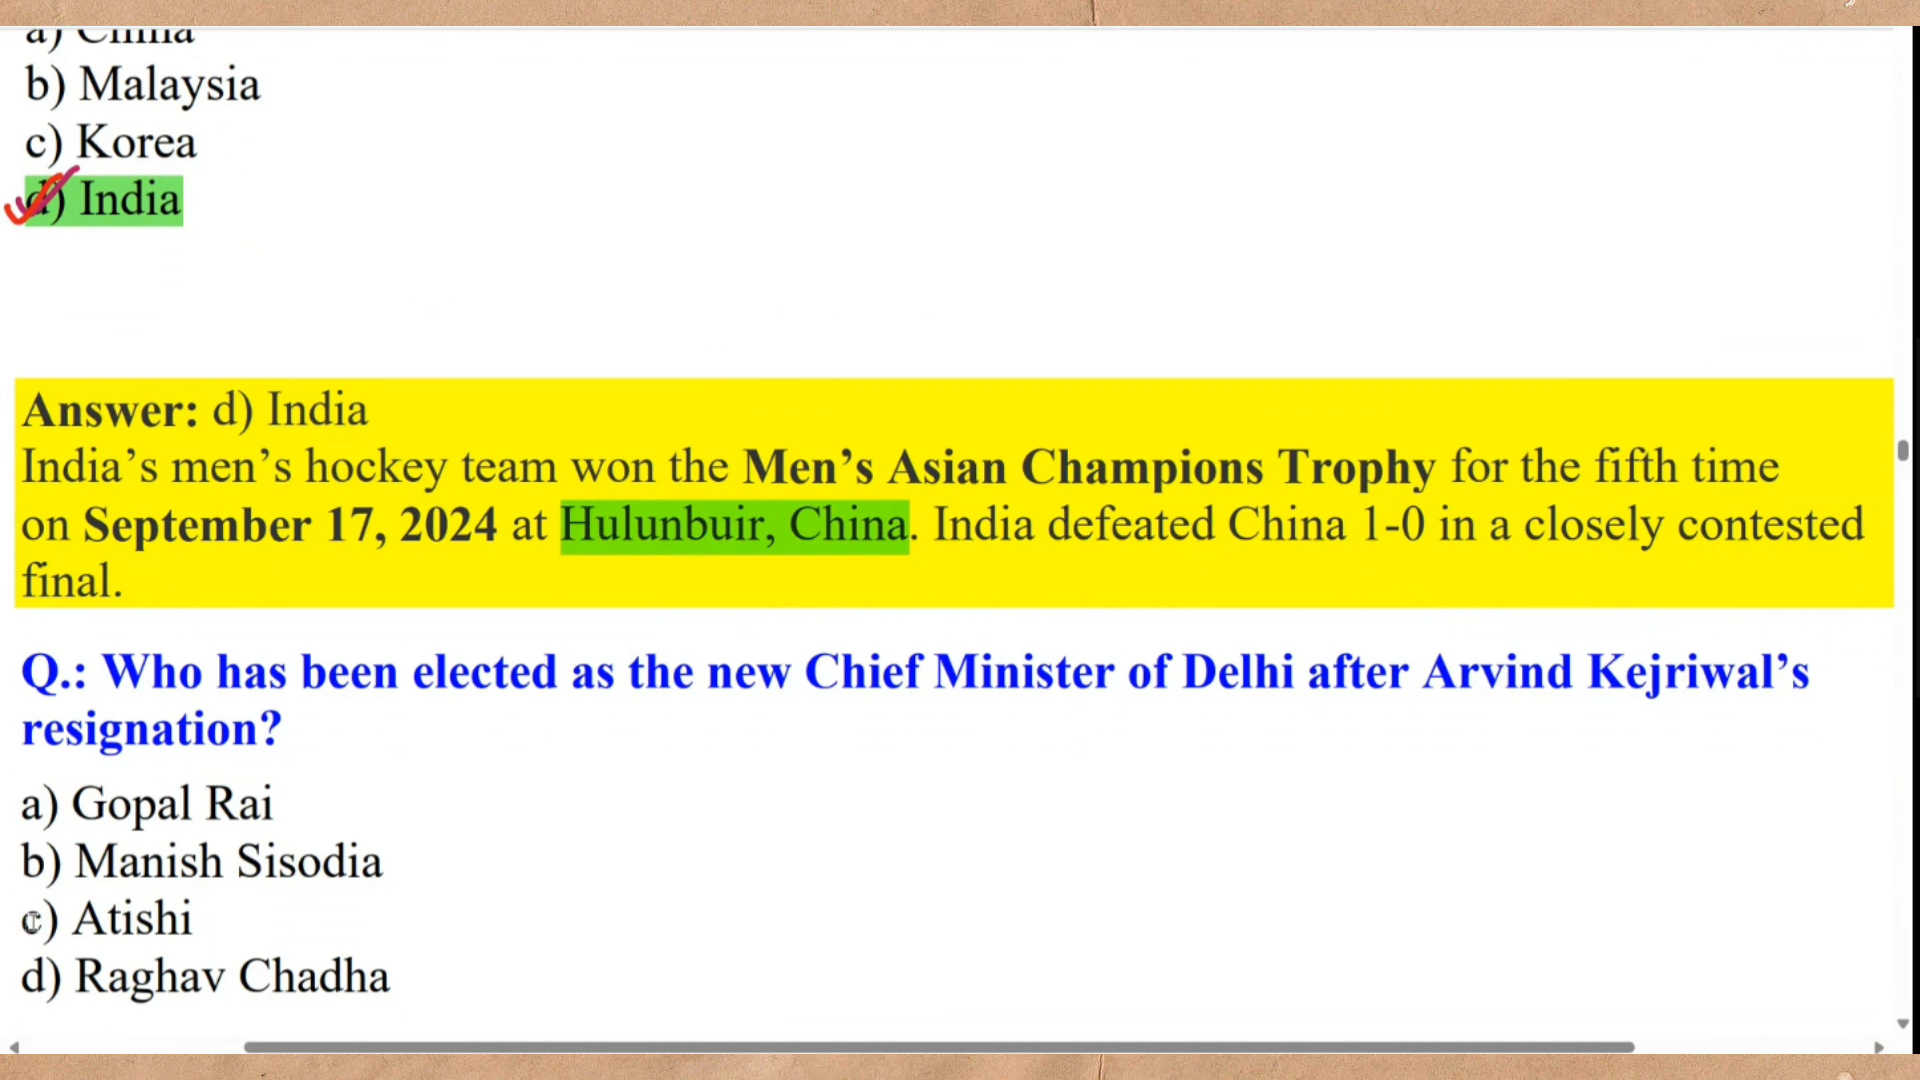 a) China
b) Malaysia
c) Korea
d) India
Answer: d) India
India’s men’s hockey team won the Men’s Asian Champions Trophy for the fifth time
on September 17, 2024 at Hulunbuir, China. India defeated China 1-0 in a closely contested
final.
Q.: Who has been elected as the new Chief Minister of Delhi after Arvind Kejriwal’s
resignation?
a) Gopal Rai
b) Manish Sisodia
c) Atishi
d) Raghav Chadha